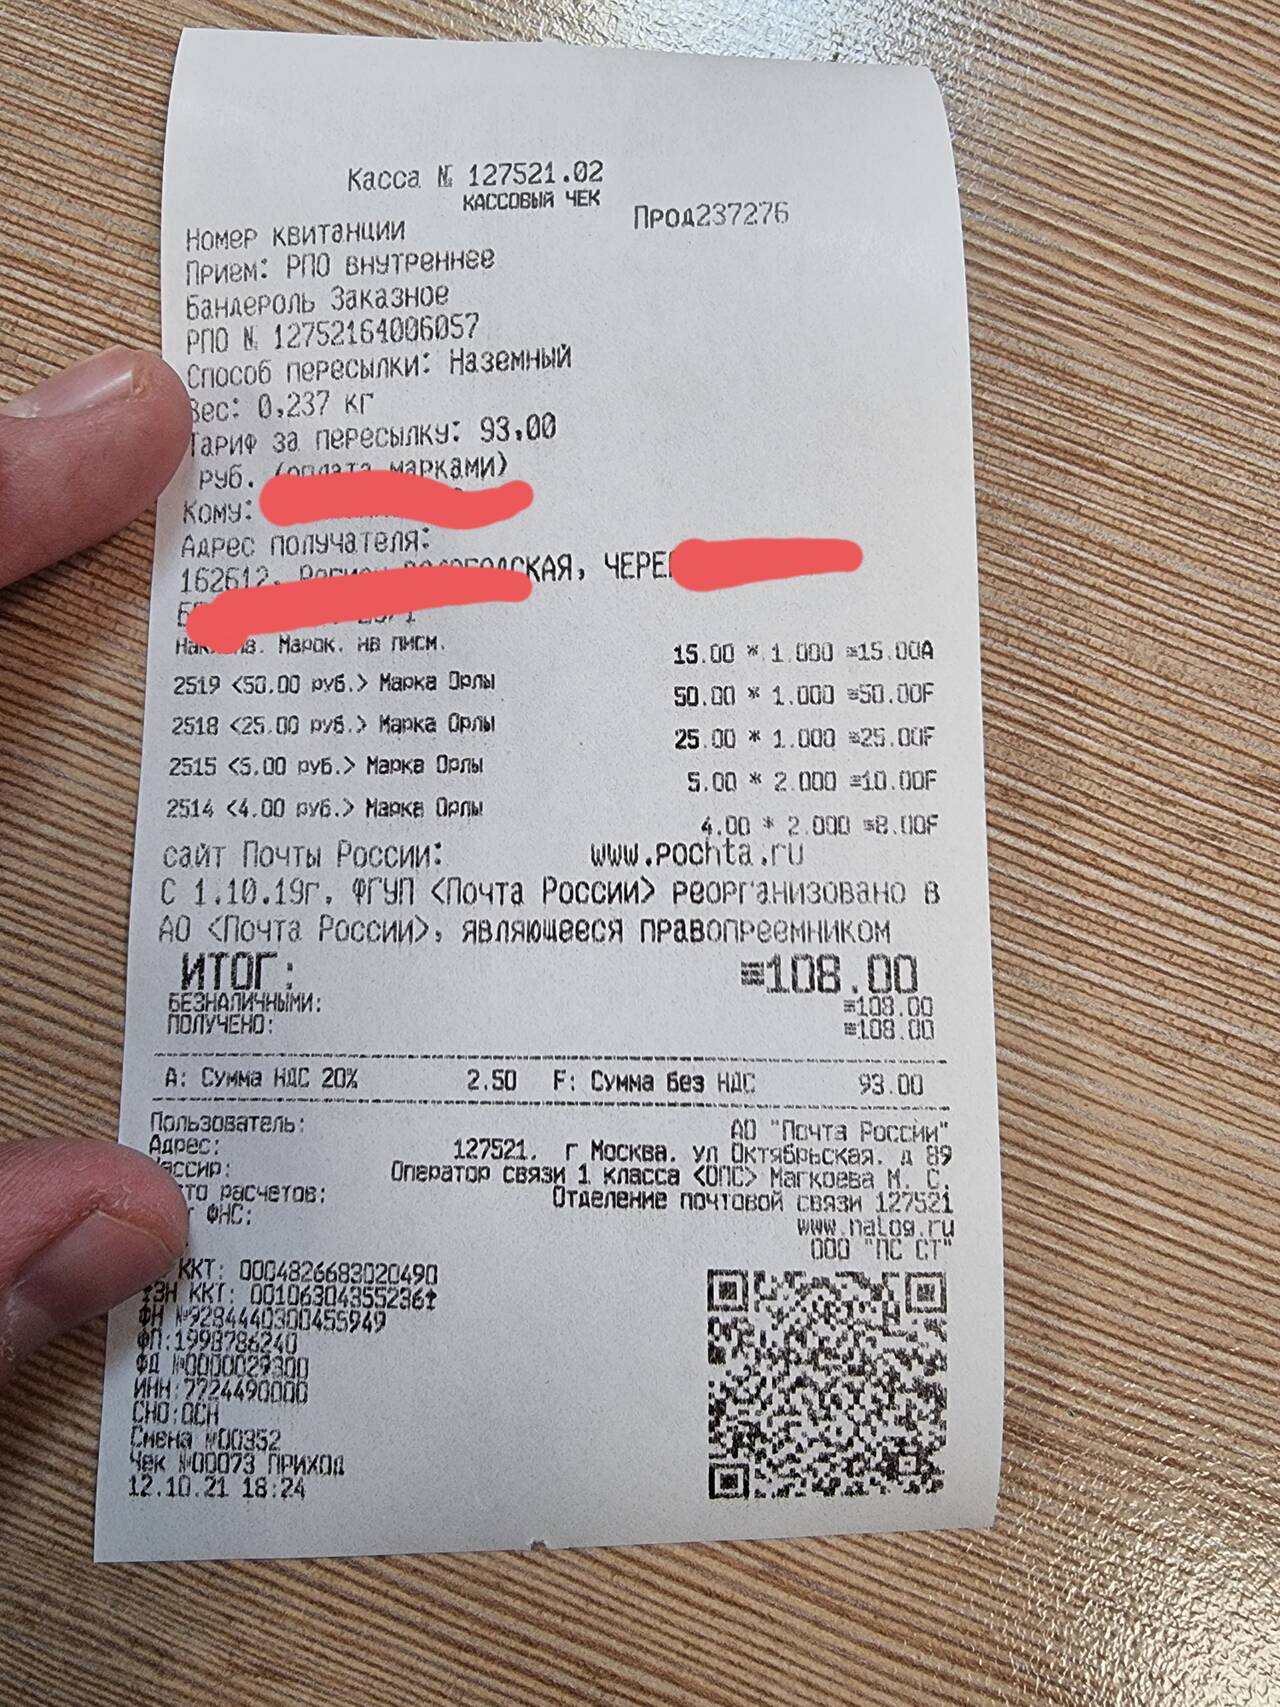 Касса № 127521.02
КАССОВЫЙ ЧЕК
Номер квитанции Прод237276
Прием: РПО внутреннее
Бандероль Заказное
РПО № 12752164006057
Способ пересылки: Наземный
Вес: 0,237 кг
Тариф за пересылку: 93,00
руб. (оплата марками)
Кому:
Адрес получателя:
162612, ЧЕРЕ
Марок. на писм.
15.00 * 1.000 ≡15.00А
2519 <50.00 руб.> Марка Орлы
50.00 * 1.000 ≡50.00F
2518 <25.00 руб.> Марка Орлы
25.00 * 1.000 ≡25.00F
2515 <5.00 руб.> Марка Орлы
5.00 * 2.000 ≡10.00F
2514 <4.00 руб.> Марка Орлы
4.00 * 2.000 ≡8.00F
сайт Почты России: www.pochta.ru
С 1.10.19г. ФГУП <Почта России> реорганизовано в
АО <Почта России>, являющееся правопреемником
ИТОГ: ≡108.00
БЕЗНАЛИЧНЫМИ: ≡108.00
ПОЛУЧЕНО: ≡108.00
А: Сумма НДС 20% 2.50 F: Сумма без НДС 93.00
Пользователь: АО "Почта России"
Адрес: 127521. г Москва. ул Октябрьская. д 89
Кассир: Оператор связи 1 класса <ОПС> Магкоева М. С.
расчетов: Отделение почтовой связи 127521
ФНС: www.nalog.ru
ООО "ПС СТ"
ККТ: 0004826683020490
ЗН ККТ: 00106304355236
ФН №9284440300455949
ФП:1998786240
ФД №0000029300
ИНН:7724490000
СНО:ОСН
Смена №00352
Чек №00073 ПРИХОД
12.10.21 18:24